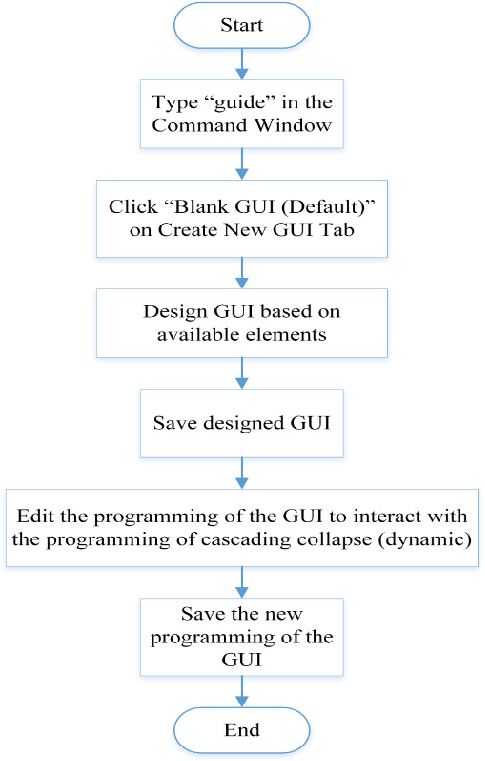 Start
Type “guide” in the
Command Window
Click “Blank GUI (Default)”
on Create New GUI Tab
Design GUI based on
available elements
Save designed GUI
Edit the programming of the GUI to interact with
the programming of cascading collapse (dynamic)
Save the new
programming of the
GUI
End